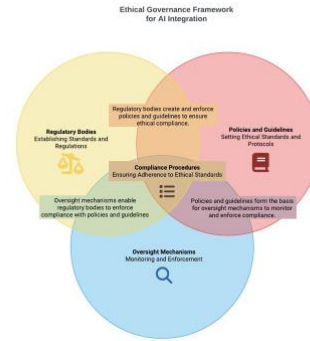 Ethical Governance Framework
for AI Integration
Regulatory bodies create and enforce
policies and guidelines to ensure
ethical compliance.
Regulatory Bodies
Establishing Standards and
Regulations
Policies and Guidelines
Setting Ethical Standards and
Protocols
Compliance Procedures
Ensuring Adherence to Ethical Standards
Oversight mechanisms enable
regulatory bodies to enforce
compliance with policies and guidelines
Policies and guidelines form the basis
for oversight mechanisms to monitor
and enforce compliance.
Oversight Mechanisms
Monitoring and Enforcement